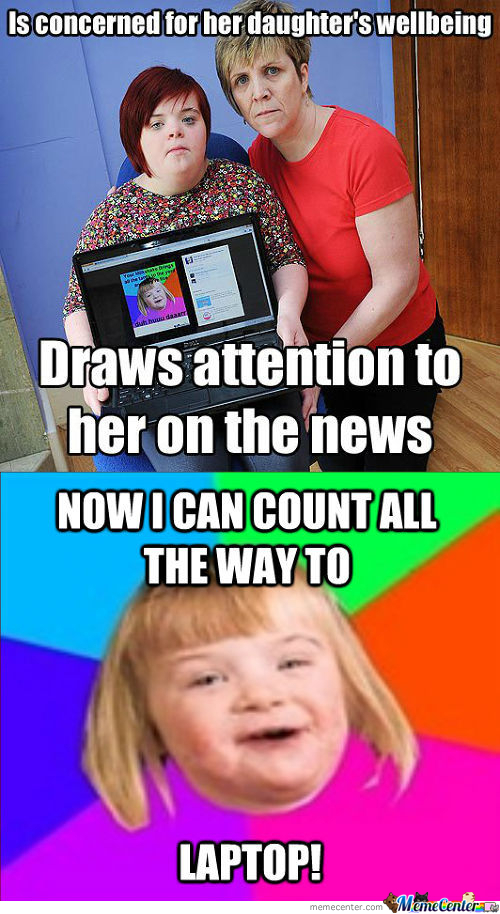 Is concerned for her daughter's wellbeing
Draws attention to
her on the news
NOW I CAN COUNT ALL
THE WAY TO
LAPTOP!
memecenter.com MemeCenter